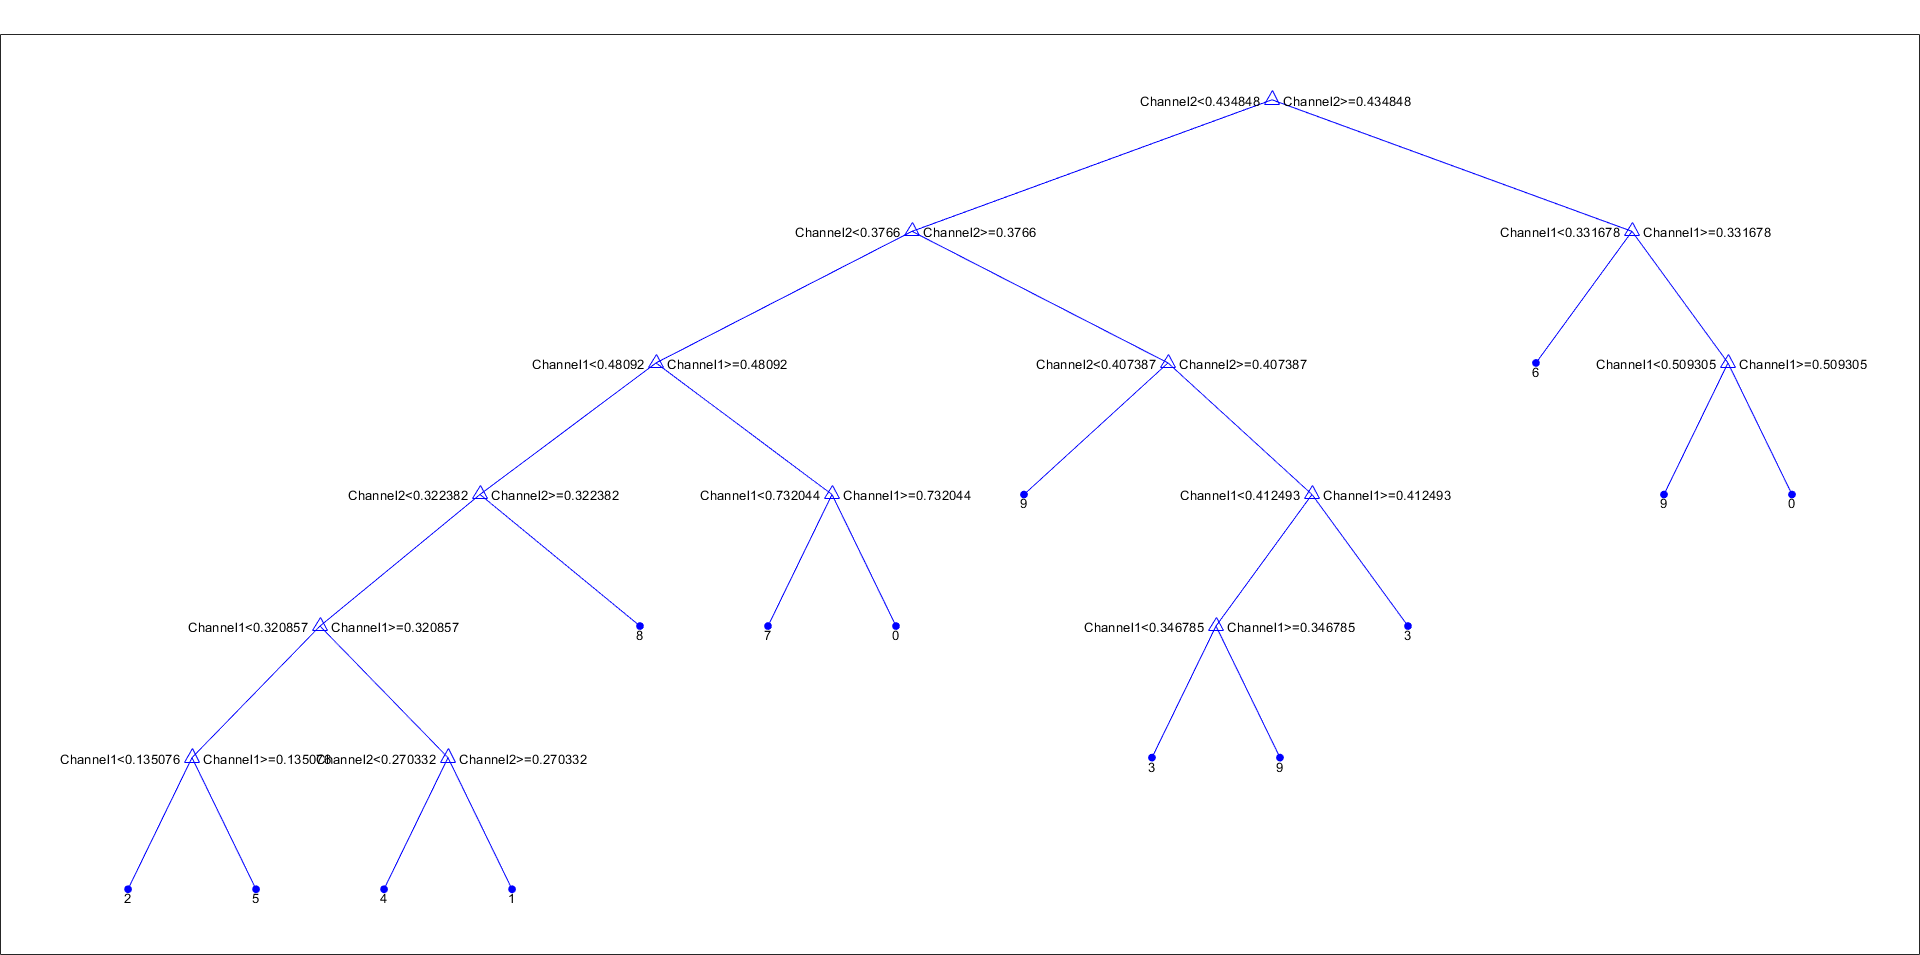 Channel2<0.434848 Channel2>=0.434848
Channel2<0.3766 Channel2>=0.3766 Channel1<0.331678 Channel1>=0.331678
Channel1<0.48092 Channel1>=0.48092 Channel2<0.407387 Channel2>=0.407387 6 Channel1<0.509305 Channel1>=0.509305
Channel2<0.322382 Channel2>=0.322382 Channel1<0.732044 Channel1>=0.732044 9 Channel1<0.412493 Channel1>=0.412493 9 0
Channel1<0.320857 Channel1>=0.320857 8 7 0 Channel1<0.346785 Channel1>=0.346785 3
Channel1<0.135076 Channel1>=0.135076 Channel2<0.270332 Channel2>=0.270332 3 9
2 5 4 1